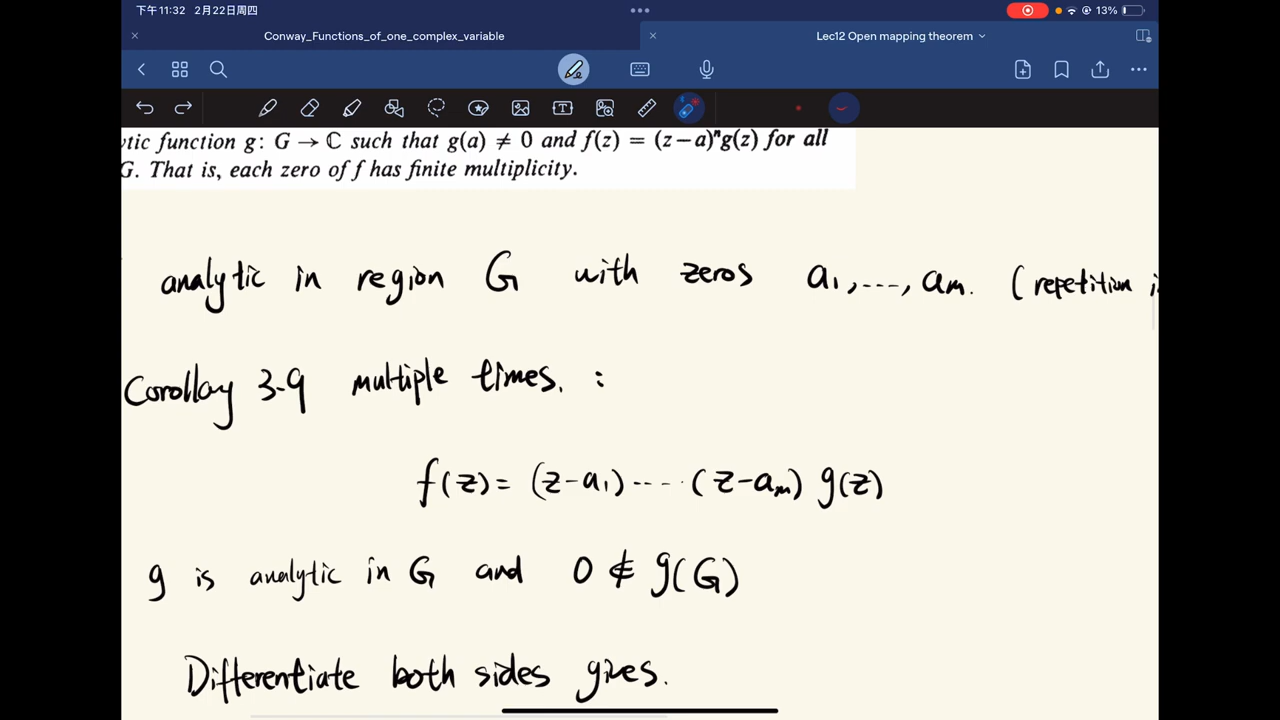 下午11:32 2月22日周四
13%
Conway_Functions_of_one_complex_variable
Lec12 Open mapping theorem
tic function g: G → ℂ such that g(a) ≠ 0 and f(z) = (z−a)ⁿg(z) for all
G. That is, each zero of f has finite multiplicity.
analytic in region G with zeros a₁,...., aₘ. (repetition i
Corollay 3-9 multiple times. :
f(z) = (z-a₁) ···· (z-aₘ) g(z)
g is analytic in G and 0 ∉ g(G)
Differentiate both sides gives.